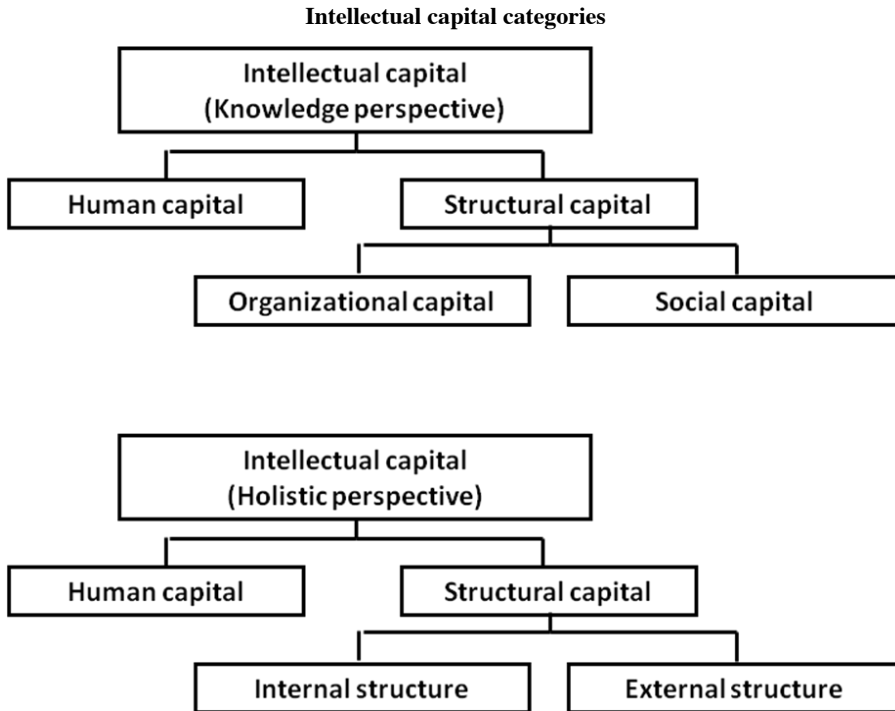 Intellectual capital categories
Intellectual capital
(Knowledge perspective)
Human capital
Structural capital
Organizational capital
Social capital
Intellectual capital
(Holistic perspective)
Human capital
Structural capital
Internal structure
External structure